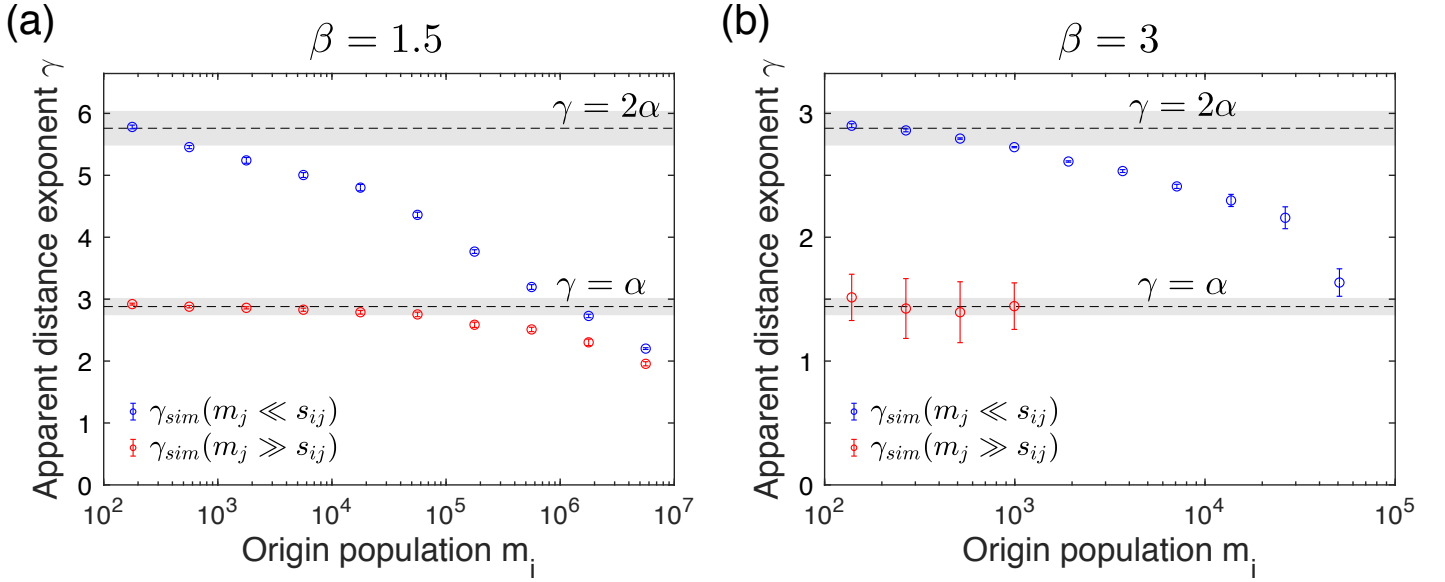 (a)
β = 1.5
Apparent distance exponent γ
6
5
4
3
2
1
0
γ = 2α
γ = α
γ_sim(m_j ≪ s_ij)
γ_sim(m_j ≫ s_ij)
10^2 10^3 10^4 10^5 10^6 10^7
Origin population m_i
(b)
β = 3
Apparent distance exponent γ
3
2
1
0
γ = 2α
γ = α
γ_sim(m_j ≪ s_ij)
γ_sim(m_j ≫ s_ij)
10^2 10^3 10^4 10^5
Origin population m_i